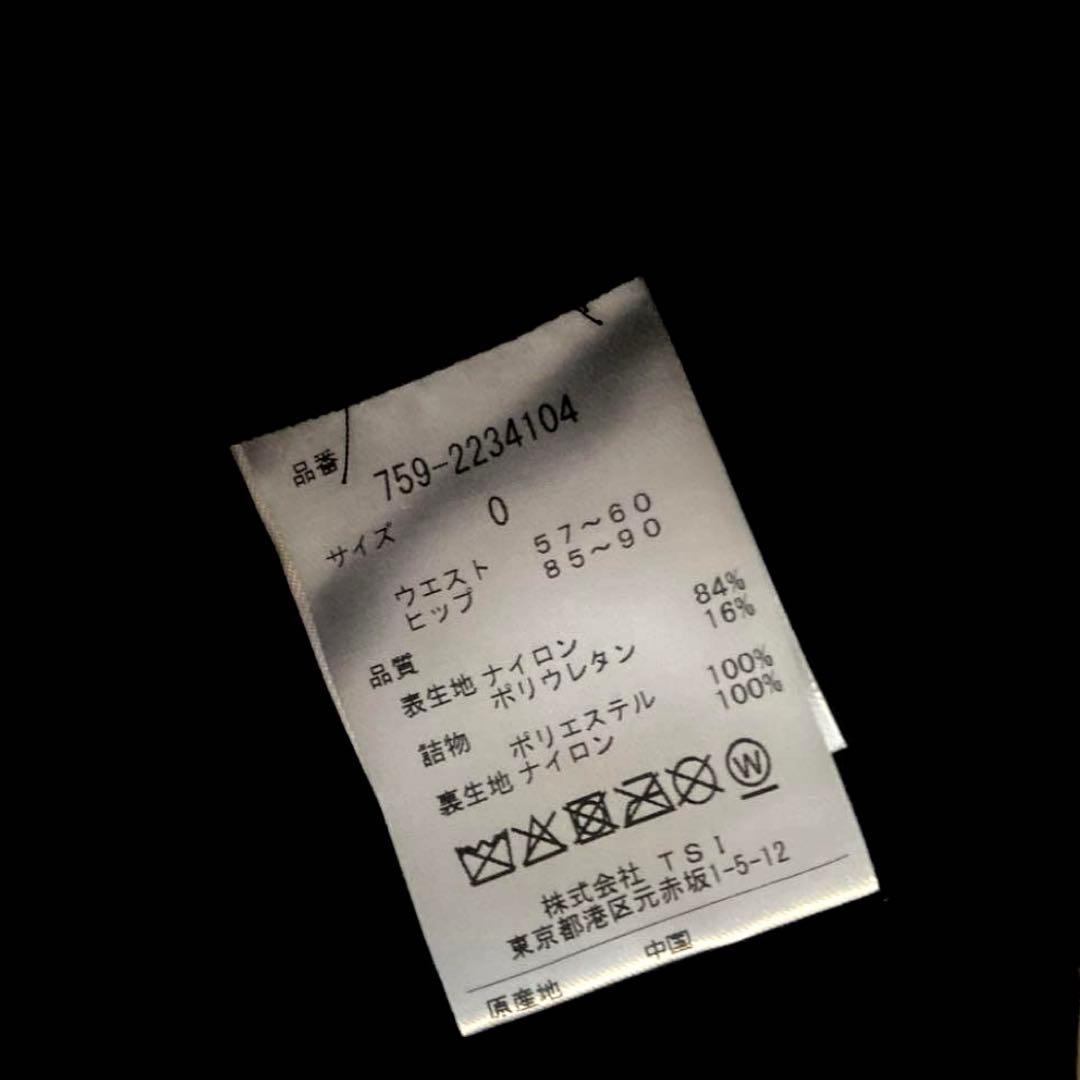 品番 759-2234104
サイズ 0
ウエスト 57～60
ヒップ 85～90
品質
表生地 ナイロン 84%
ポリウレタン 16%
詰物 ポリエステル 100%
裏生地 ナイロン 100%
W
株式会社 TSI
東京都港区元赤坂1-5-12
原産地 中国